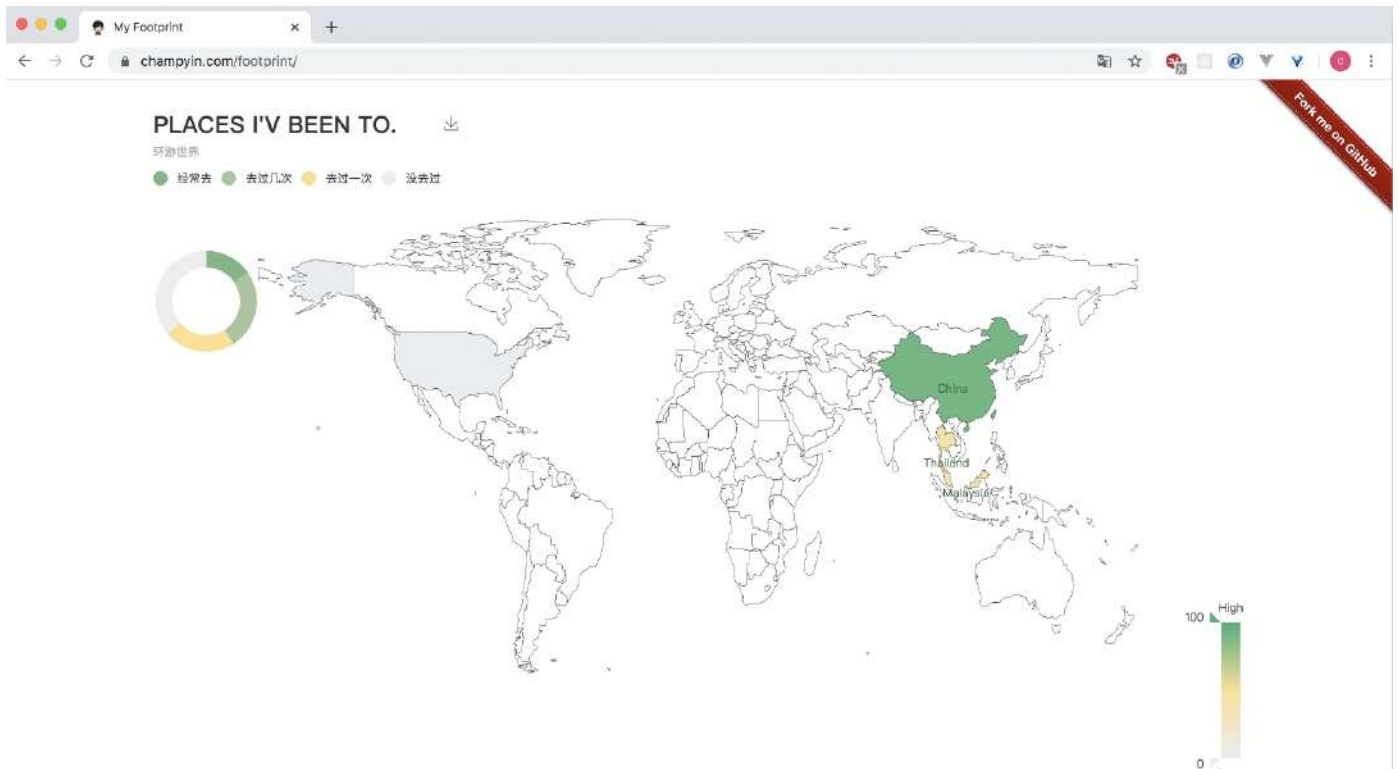 My Footprint
champyin.com/footprint/
Fork me on GitHub
PLACES I'V BEEN TO.
环游世界
经常去 去过几次 去过一次 没去过
China
Thailand
Malaysia
High
100
0